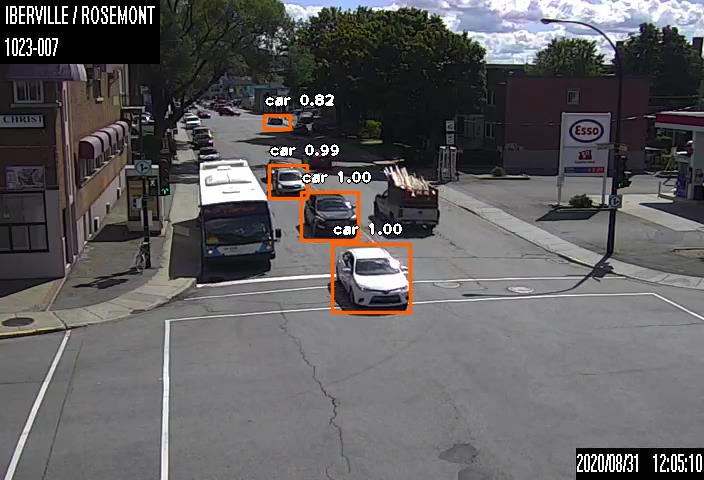 IBERVILLE / ROSEMONT
1023-007
car 0.82
car 0.99
car 1.00
car 1.00
CHRIST
Esso
2020/08/31 12:05:10